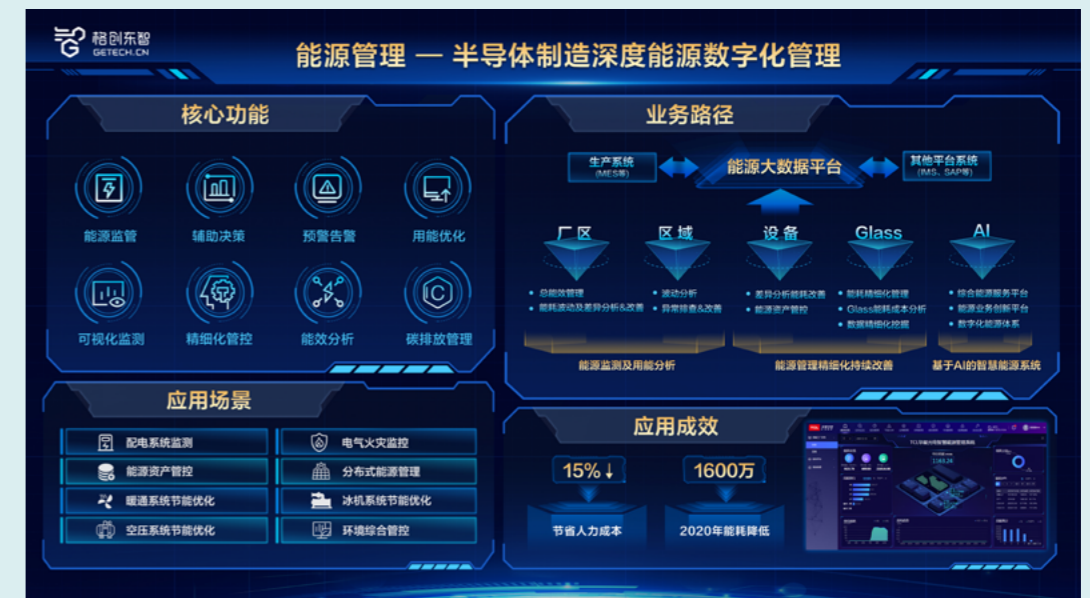 格创东智
GETECH.CN
能源管理 — 半导体制造深度能源数字化管理
核心功能
能源监管
辅助决策
预警告警
用能优化
可视化监测
精细化管控
能效分析
碳排放管理
业务路径
生产系统
(MES等)
能源大数据平台
其他平台系统
(IMS、SAP等)
厂区
区域
设备
Glass
AI
• 总能效管理
• 能耗波动及差异分析&改善
• 波动分析
• 异常排查&改善
• 差异分析能耗改善
• 能源资产管控
• 能耗精细化管理
• Glass能耗成本分析
• 数据精细化挖掘
• 综合能源服务平台
• 能源业务创新平台
• 数字化能源体系
能源监测及用能分析
能源管理精细化持续改善
基于AI的智慧能源系统
应用场景
配电系统监测
电气火灾监控
能源资产管控
分布式能源管理
暖通系统节能优化
冰机系统节能优化
空压系统节能优化
环境综合管控
应用成效
15%↓
节省人力成本
1600万
2020年能耗降低